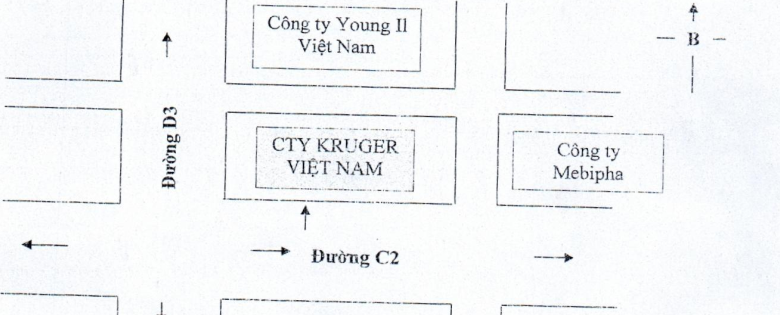 Công ty Young Il
Việt Nam
B
Đường D3
CTY KRUGER
VIỆT NAM
Công ty
Mebipha
Đường C2